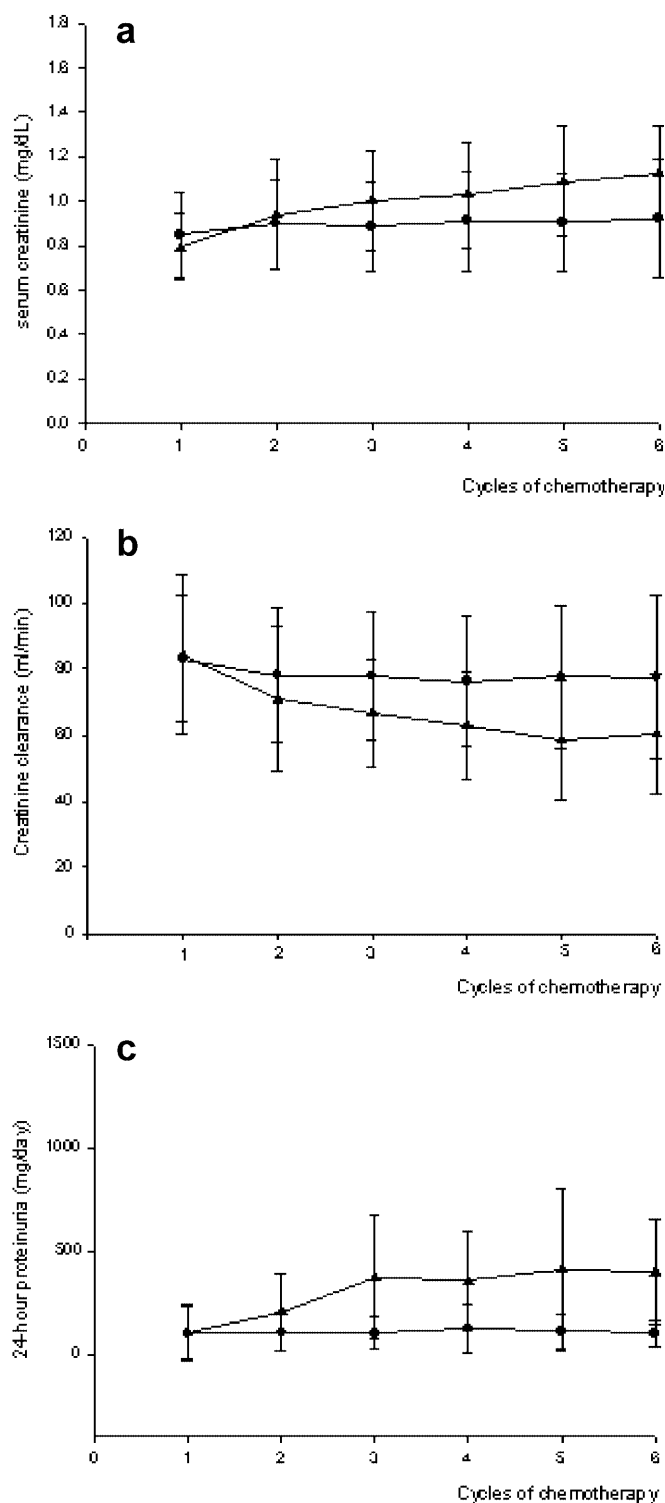 a
serum creatinine (mg/dL)
1.8
1.6
1.4
1.2
1.0
0.8
0.6
0.4
0.2
0.0
0 1 2 3 4 5 6
Cycles of chemotherapy
b
Creatinine clearance (ml/min)
120
100
80
60
40
20
0
1 2 3 4 5 6
Cycles of chemotherapy
c
24-hour proteinuria (mg/day)
1500
1000
500
0
0 1 2 3 4 5 6
Cycles of chemotherapy